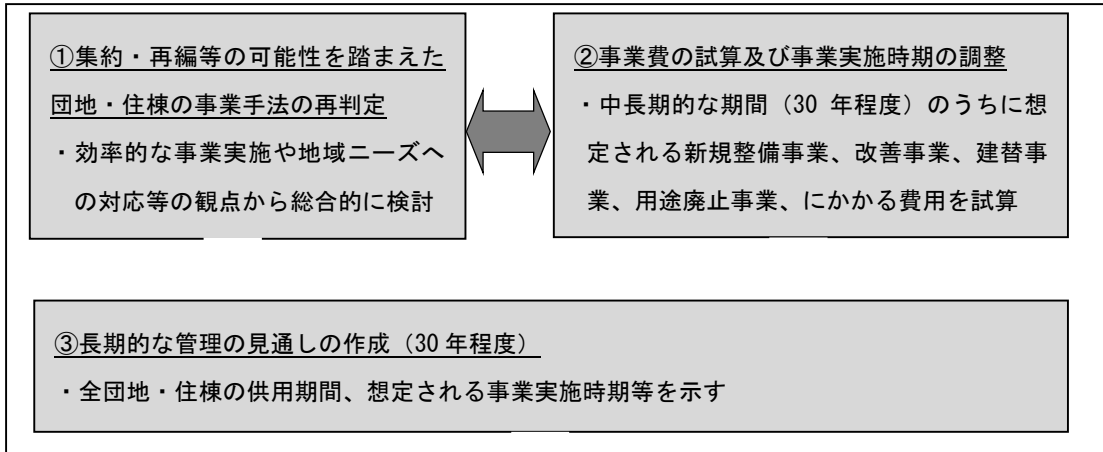 ①集約・再編等の可能性を踏まえた
団地・住棟の事業手法の再判定
・効率的な事業実施や地域ニーズへ
の対応等の観点から総合的に検討
②事業費の試算及び事業実施時期の調整
・中長期的な期間（30 年程度）のうちに想
定される新規整備事業、改善事業、建替事
業、用途廃止事業、にかかる費用を試算
③長期的な管理の見通しの作成（30 年程度）
・全団地・住棟の供用期間、想定される事業実施時期等を示す